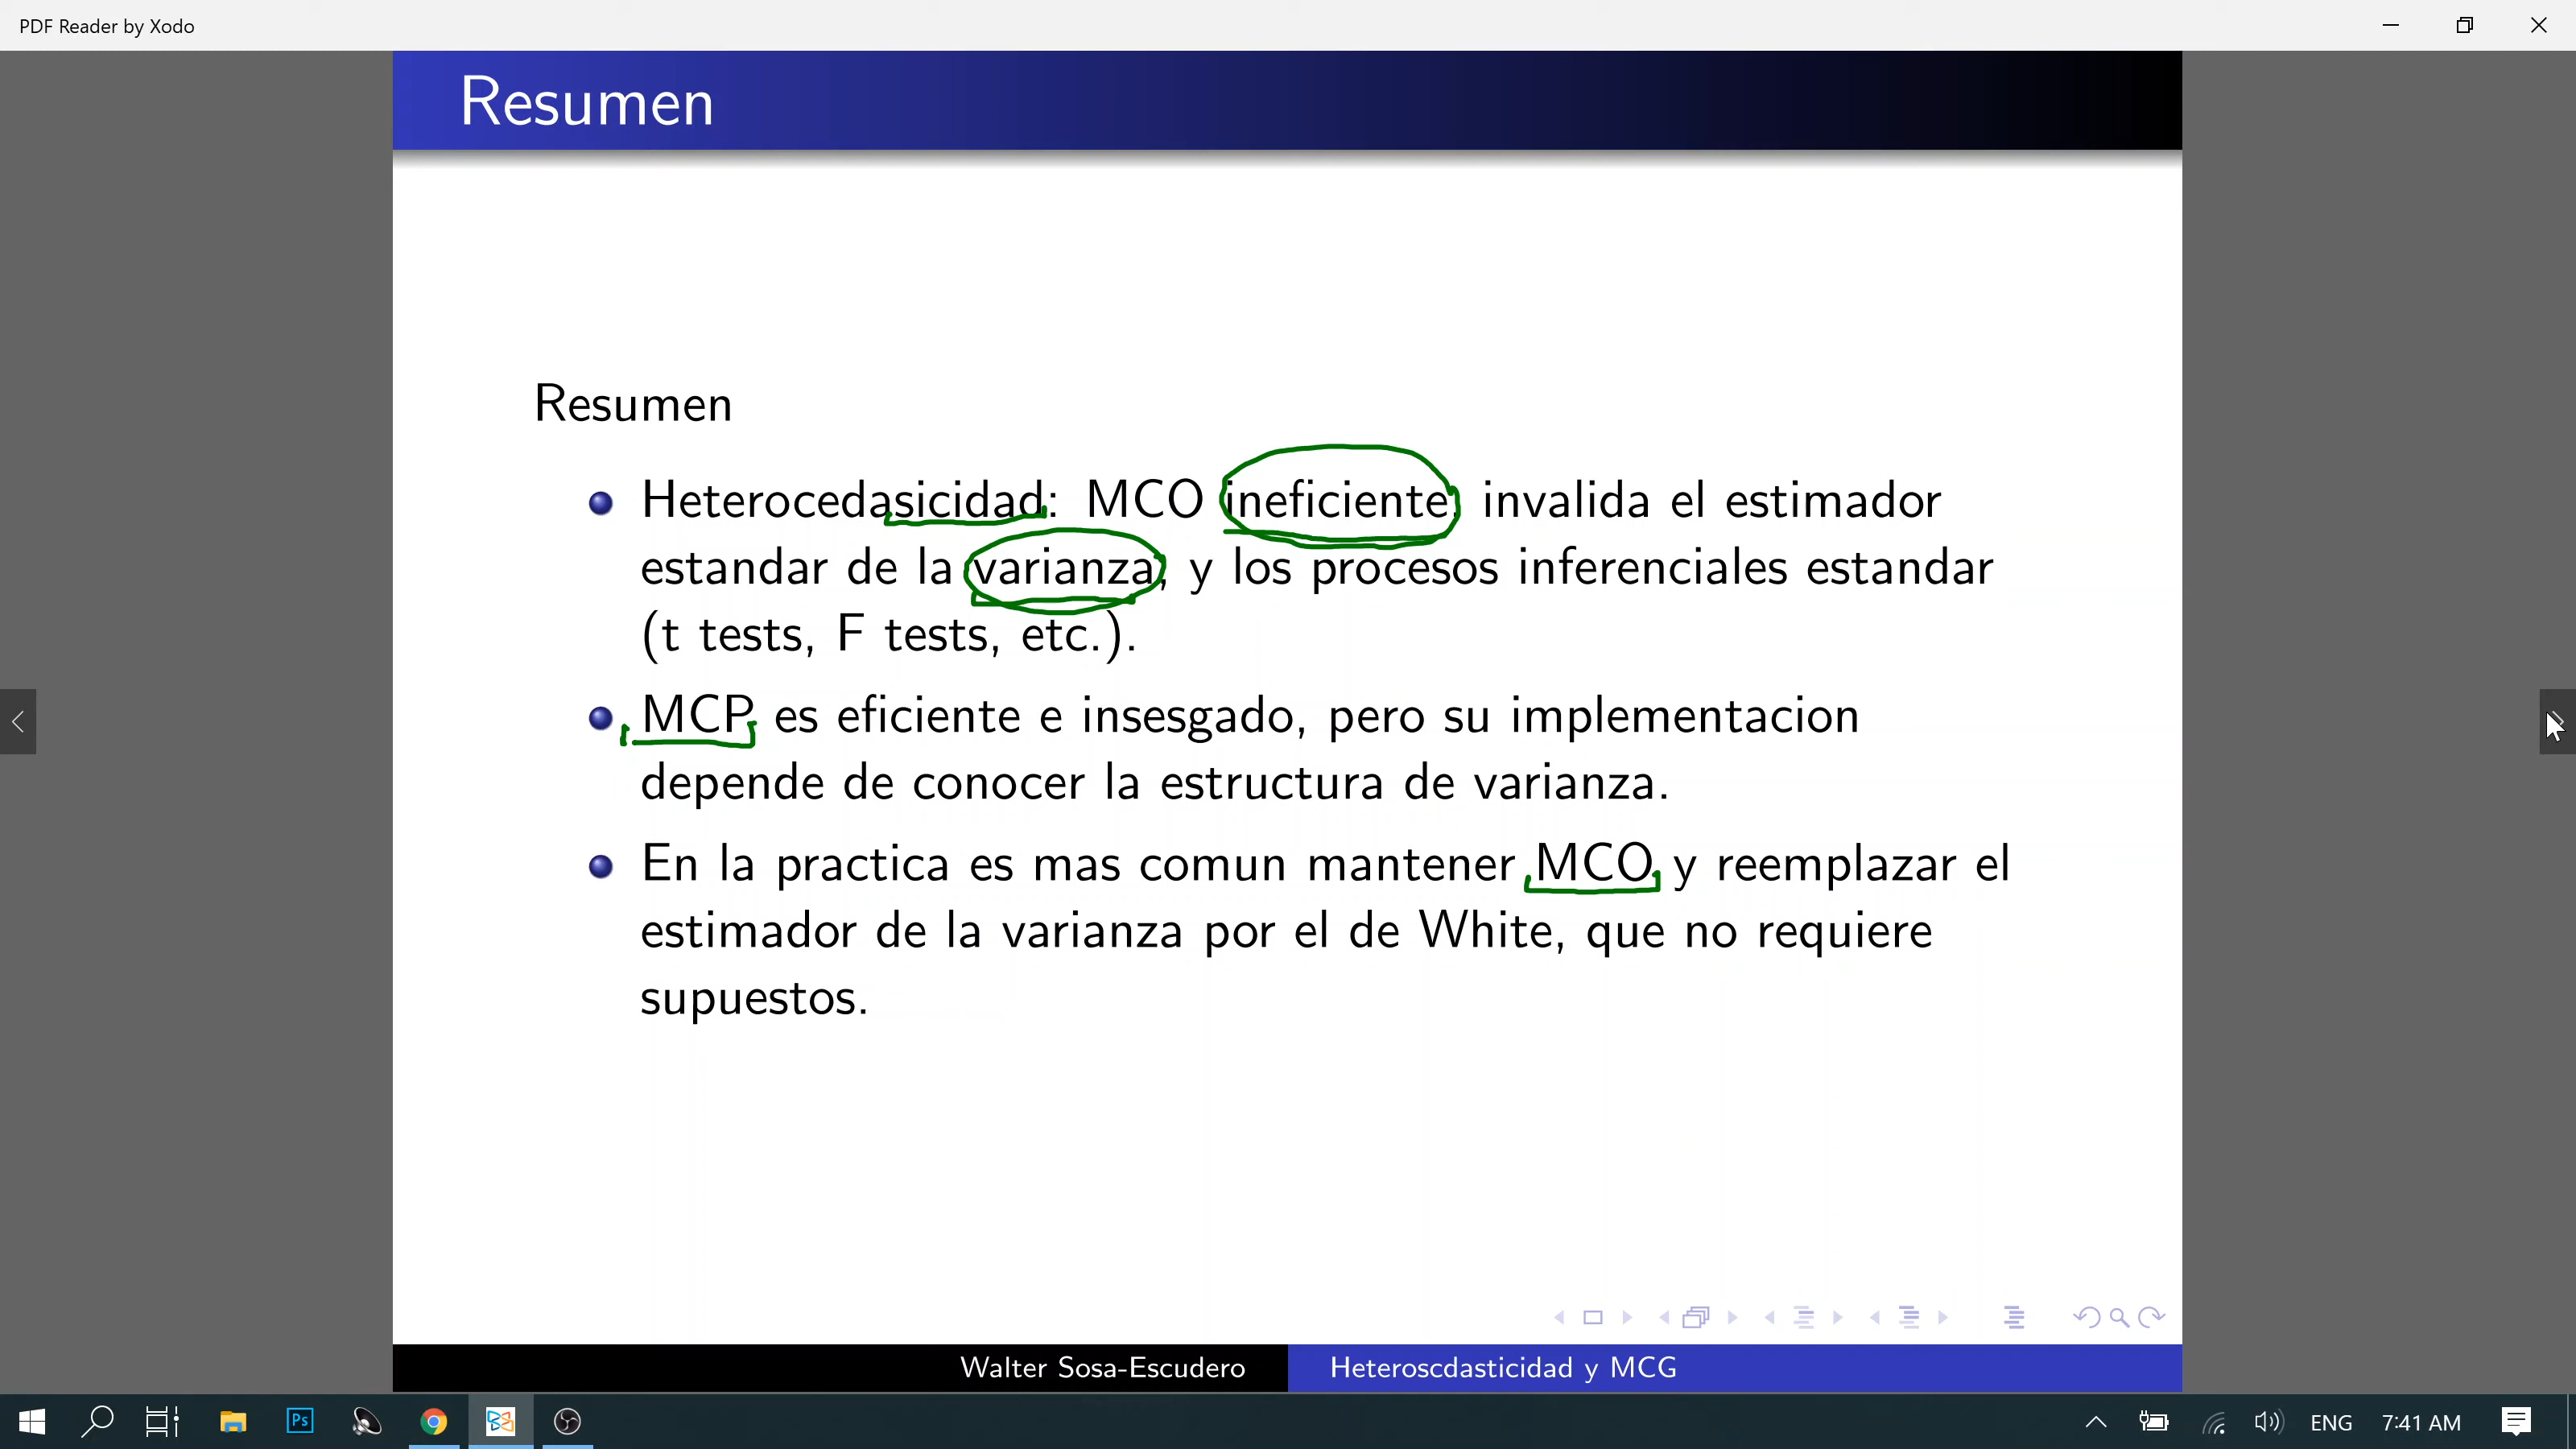 PDF Reader by Xodo
Resumen
Resumen
Heterocedasicidad: MCO ineficiente, invalida el estimador
estandar de la varianza, y los procesos inferenciales estandar
(t tests, F tests, etc.).
MCP es eficiente e insesgado, pero su implementacion
depende de conocer la estructura de varianza.
En la practica es mas comun mantener MCO y reemplazar el
estimador de la varianza por el de White, que no requiere
supuestos.
Walter Sosa-Escudero Heteroscdasticidad y MCG
Ps ENG 7:41 AM